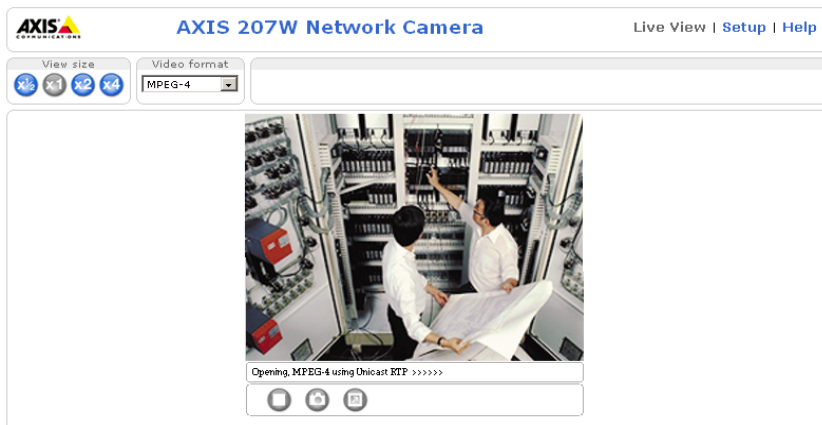 AXIS
COMMUNICATIONS
AXIS 207W Network Camera
Live View | Setup | Help
View size
Video format
x½ x1 x2 x4
MPEG-4
Opening, MPEG-4 using Unicast RTP >>>>>>